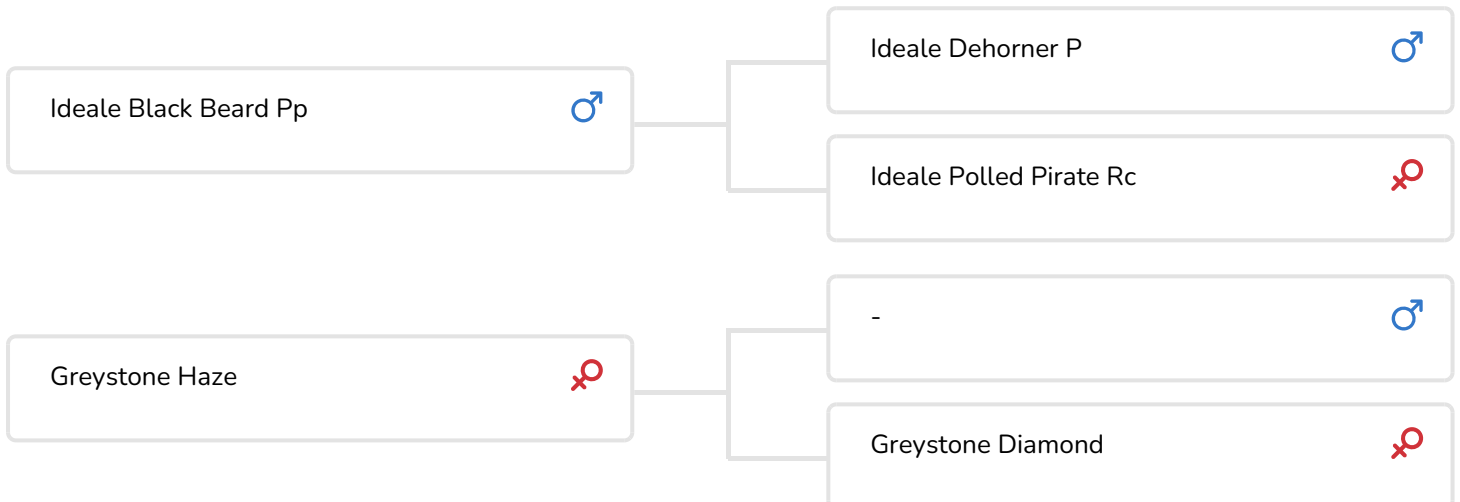 Ideale Dehorner P
Ideale Black Beard Pp
Ideale Polled Pirate Rc
-
Greystone Haze
Greystone Diamond